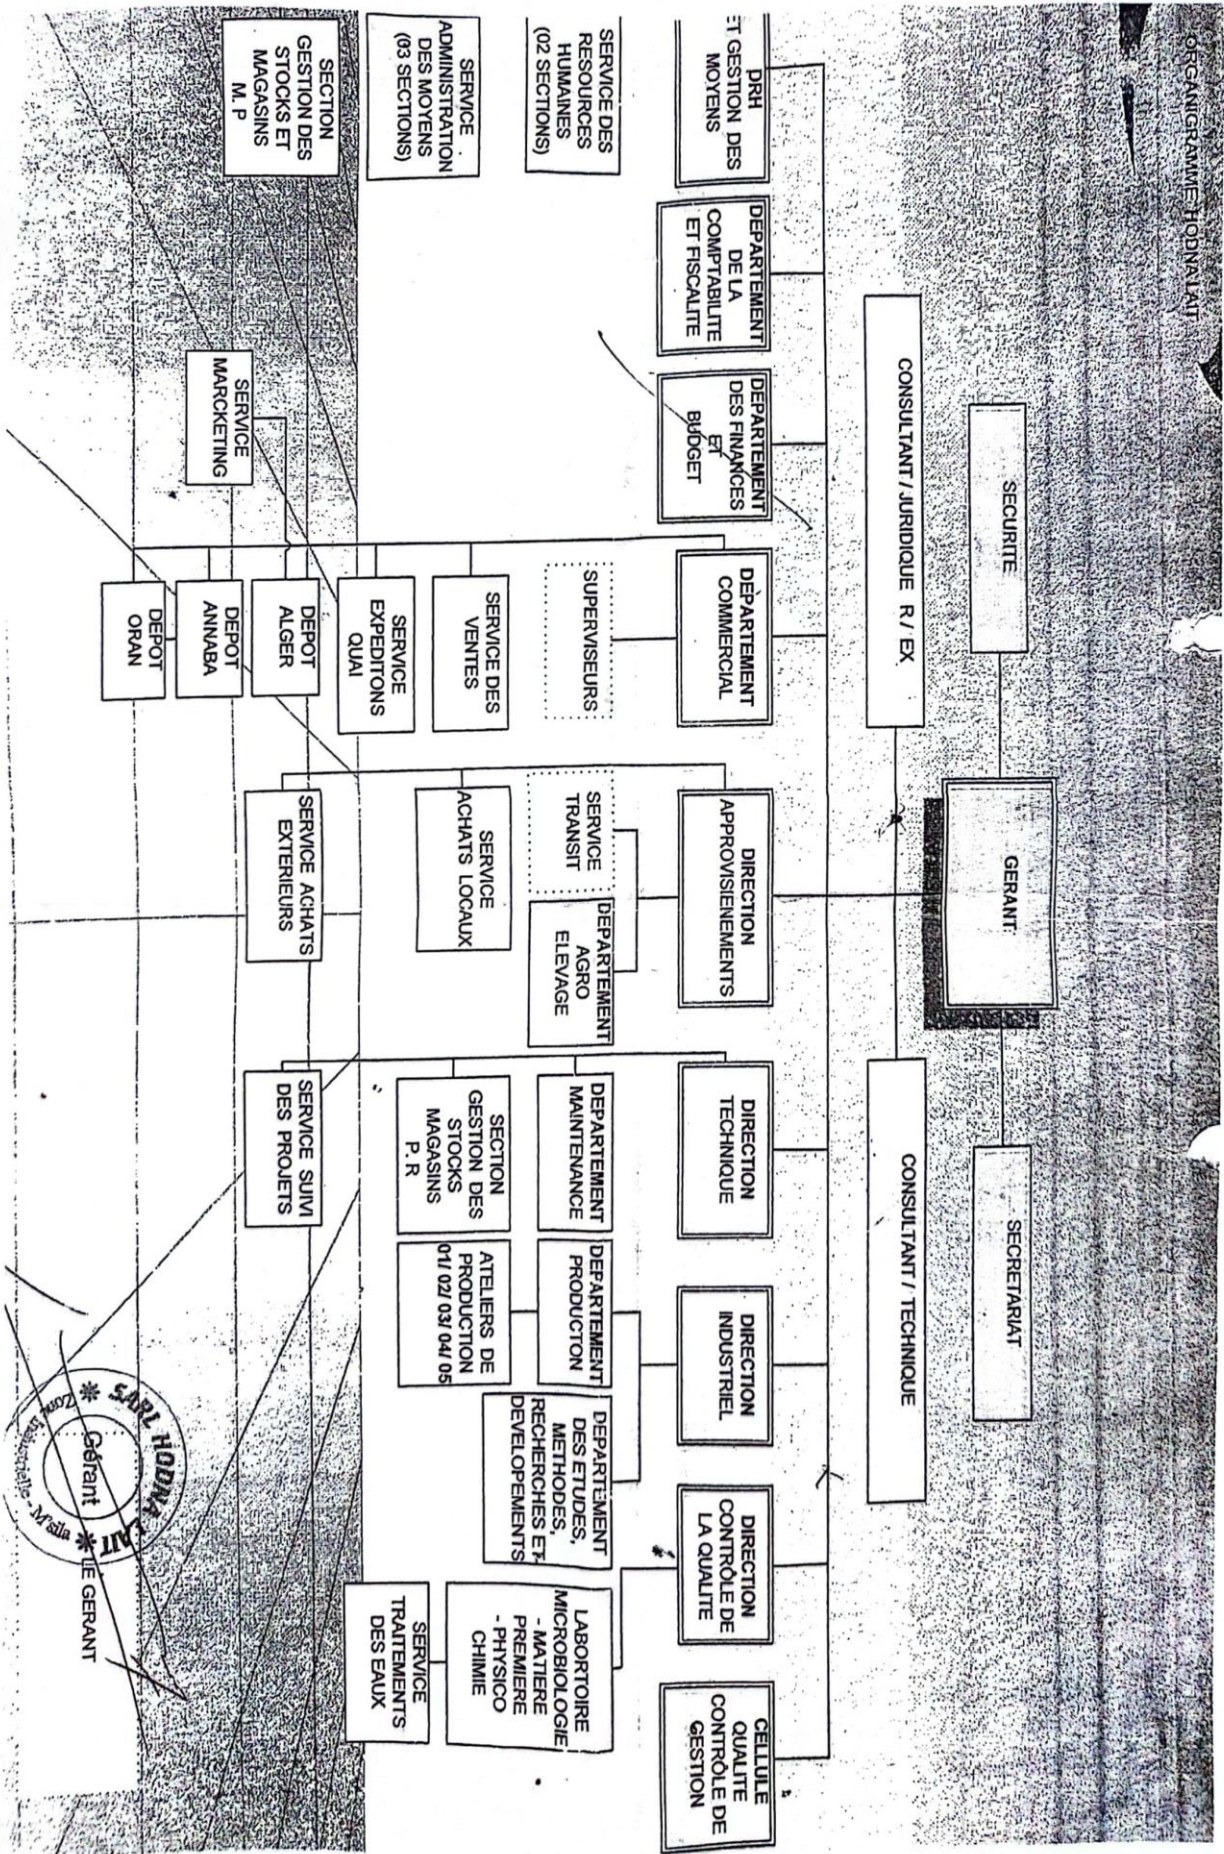 ORGANIGRAMME HODNALAIT
SECURITE
GERANT
SECRETARIAT
CONSULTANT / JURIDIQUE R / EX
CONSULTANT / TECHNIQUE
DRH
ET GESTION DES
MOYENS
DEPARTEMENT
DE LA
COMPTABILITE
ET FISCALITE
DEPARTEMENT
DES FINANCES
ET
BUDGET
DEPARTEMENT
COMMERCIAL
DIRECTION
APPROVISIENEMENTS
DIRECTION
TECHNIQUE
DIRECTION
INDUSTRIEL
DIRECTION
CONTRÔLE DE
LA QUALITE
CELLULE
QUALITE
CONTRÔLE DE
GESTION
SERVICE DES
RESOURCES
HUMAINES
(02 SECTIONS)
SUPERVISEURS
SERVICE
TRANSIT
DEPARTEMENT
AGRO
ELEVAGE
DEPARTEMENT
MAINTENANCE
DEPARTEMENT
PRODUCTON
DEPARTEMENT
DES ETUDES,
METHODES,
RECHERCHES ET
DEVELOPEMENTS
LABORTOIRE
MICROBIOLOGIE
- MATIERE
PREMIERE
- PHYSICO
CHIMIE
SERVICE
ADMINISTRATION
DES MOYENS
(03 SECTIONS)
SERVICE DES
VENTES
SERVICE
ACHATS LOCAUX
SECTION
GESTION DES
STOCKS
MAGASINS
P. R
ATELIERS DE
PRODUCTION
01/ 02/ 03/ 04/ 05
SERVICE
TRAITEMENTS
DES EAUX
SECTION
GESTION DES
STOCKS ET
MAGASINS
M. P
SERVICE
EXPEDITONS
QUAI
SERVICE ACHATS
EXTERIEURS
SERVICE SUIVI
DES PROJETS
SERVICE
MARCKETING
DEPOT
ALGER
DEPOT
ANNABA
DEPOT
ORAN
SARL HODNA LAIT
Gérant
Zone Industrielle - M'sila
LE GERANT